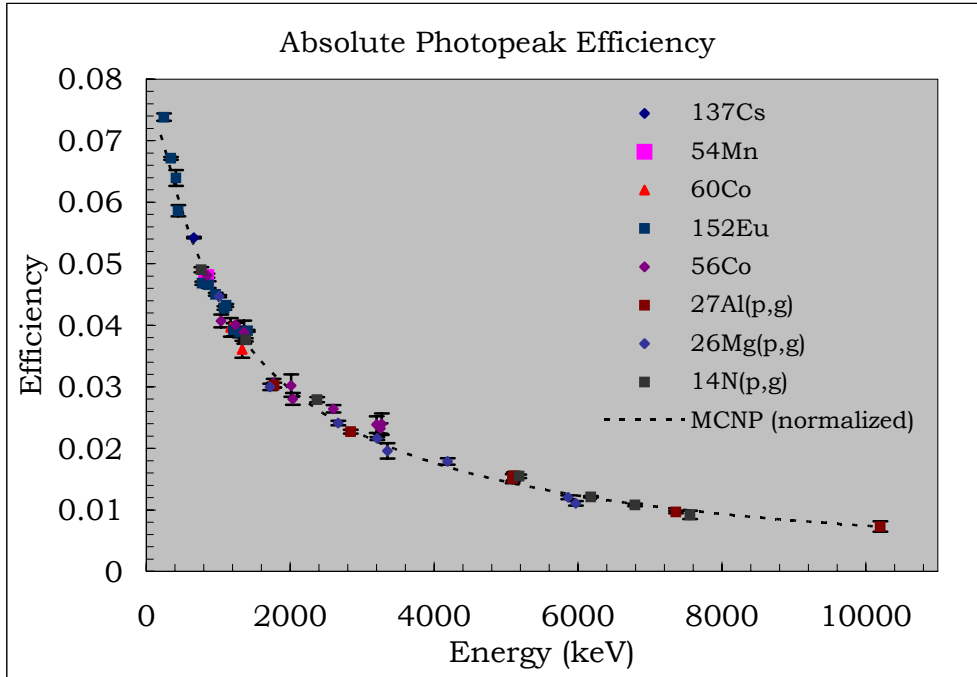 Absolute Photopeak Efficiency
0.08
0.07
0.06
0.05
0.04
0.03
0.02
0.01
0
Efficiency
137Cs
54Mn
60Co
152Eu
56Co
27Al(p,g)
26Mg(p,g)
14N(p,g)
MCNP (normalized)
0 2000 4000 6000 8000 10000
Energy (keV)